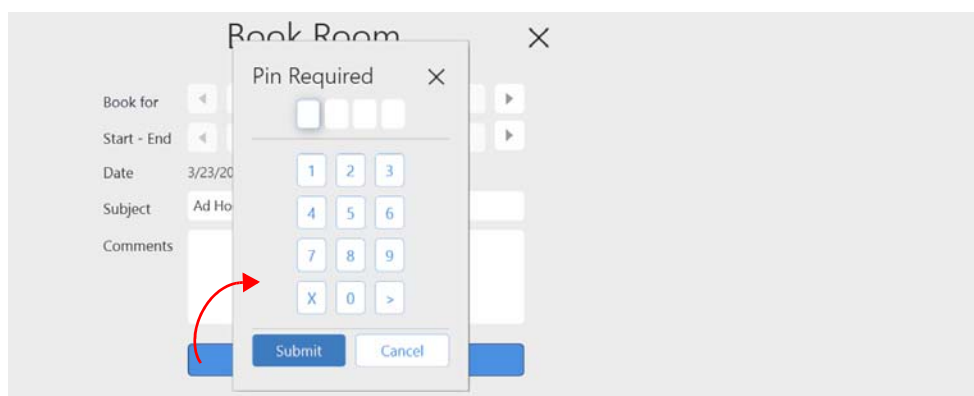 Book Room
Pin Required
Book for
Start - End
Date 3/23/20
Subject Ad Ho
Comments
1 2 3
4 5 6
7 8 9
X 0 >
Submit Cancel